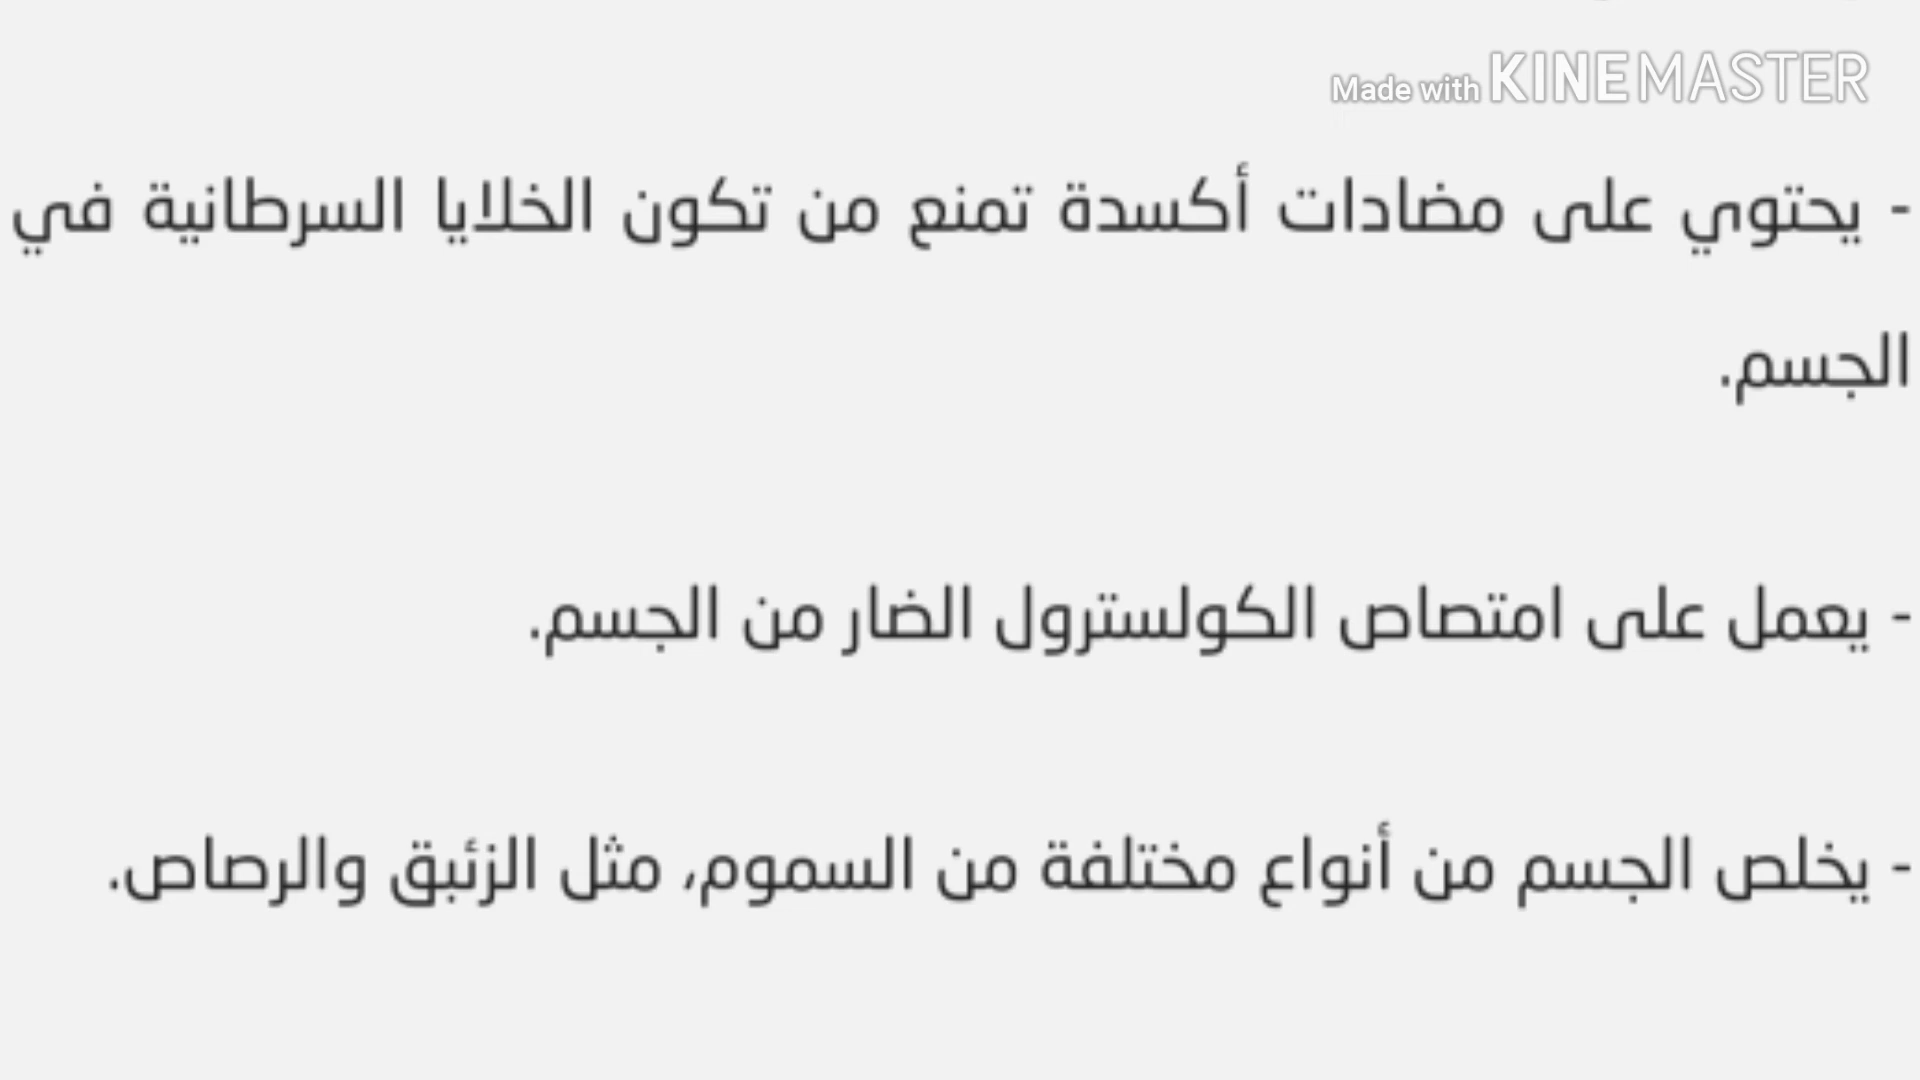 Made with KINEMASTER
- يحتوي على مضادات أكسدة تمنع من تكون الخلايا السرطانية في
الجسم.
- يعمل على امتصاص الكولسترول الضار من الجسم.
- يخلص الجسم من أنواع مختلفة من السموم، مثل الزئبق والرصاص.